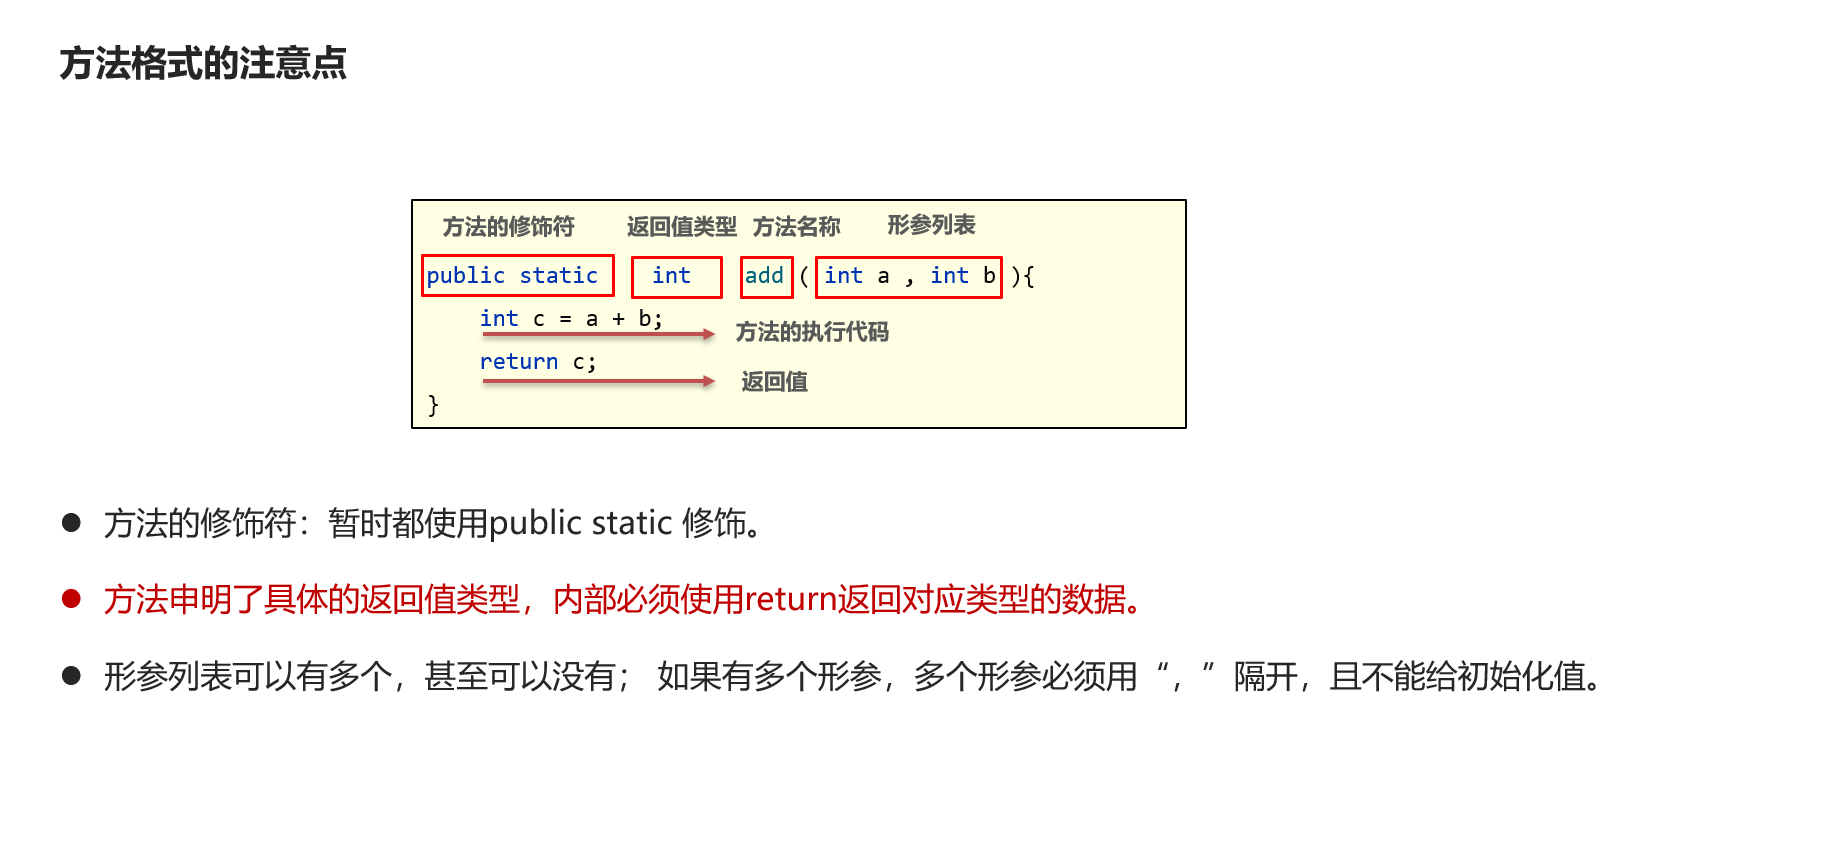 方法格式的注意点
方法的修饰符 返回值类型 方法名称 形参列表
public static int add ( int a , int b ){
int c = a + b;
方法的执行代码
return c;
返回值
}
● 方法的修饰符：暂时都使用public static 修饰。
● 方法申明了具体的返回值类型，内部必须使用return返回对应类型的数据。
● 形参列表可以有多个，甚至可以没有； 如果有多个形参，多个形参必须用“，”隔开，且不能给初始化值。